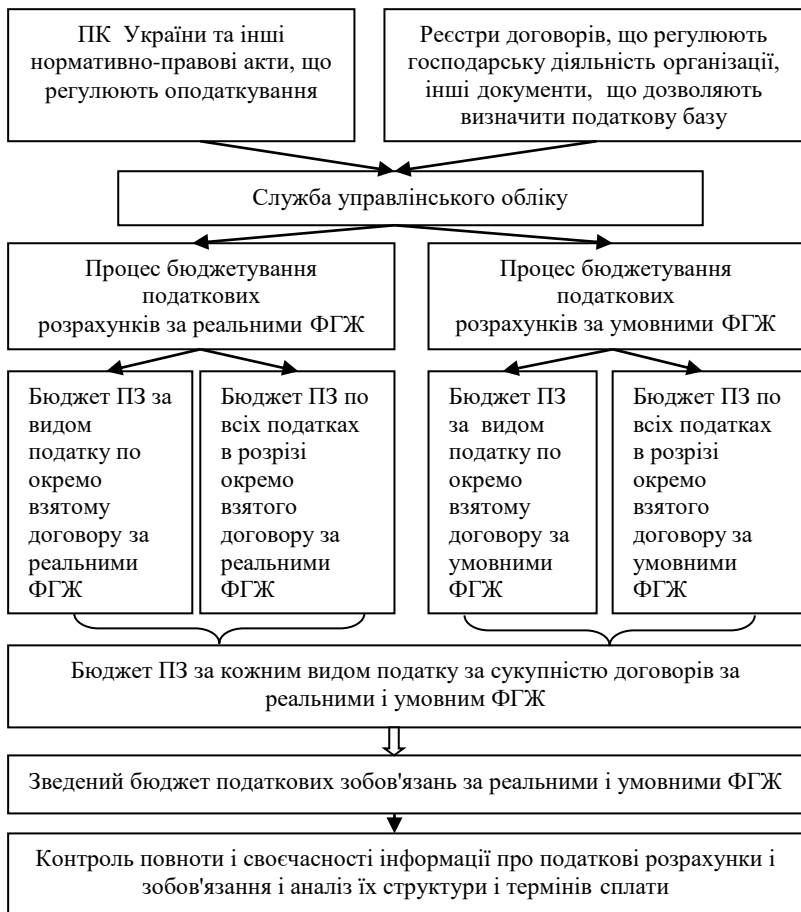 ПК  України та інші
нормативно-правові акти, що
регулюють оподаткування
Реєстри договорів, що регулюють
господарську діяльність організації,
інші документи,  що дозволяють
визначити податкову базу
Служба управлінського обліку
Процес бюджетування
податкових
розрахунків за реальними ФГЖ
Процес бюджетування
податкових
розрахунків за умовними ФГЖ
Бюджет ПЗ за
видом
податку по
окремо
взятому
договору за
реальними
ФГЖ
Бюджет ПЗ по
всіх податках
в розрізі
окремо
взятого
договору за
реальними
ФГЖ
Бюджет ПЗ
за  видом
податку по
окремо
взятому
договору за
умовними
ФГЖ
Бюджет ПЗ по
всіх податках
в розрізі
окремо
взятого
договору за
умовними
ФГЖ
Бюджет ПЗ за кожним видом податку за сукупністю договорів за
реальними і умовним ФГЖ
Зведений бюджет податкових зобов'язань за реальними і умовними ФГЖ
Контроль повноти і своєчасності інформації про податкові розрахунки і
зобов'язання і аналіз їх структури і термінів сплати